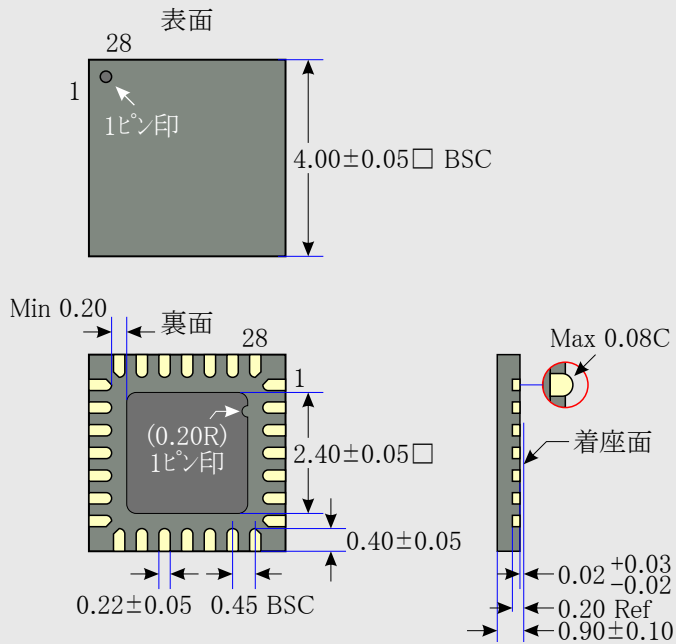 表面
28
1
1ピン印
4.00±0.05□ BSC
Min 0.20
裏面
28
1
(0.20R)
1ピン印
2.40±0.05□
0.40±0.05
0.22±0.05
0.45 BSC
Max 0.08C
着座面
0.02 +0.03
-0.02
0.20 Ref
0.90±0.10